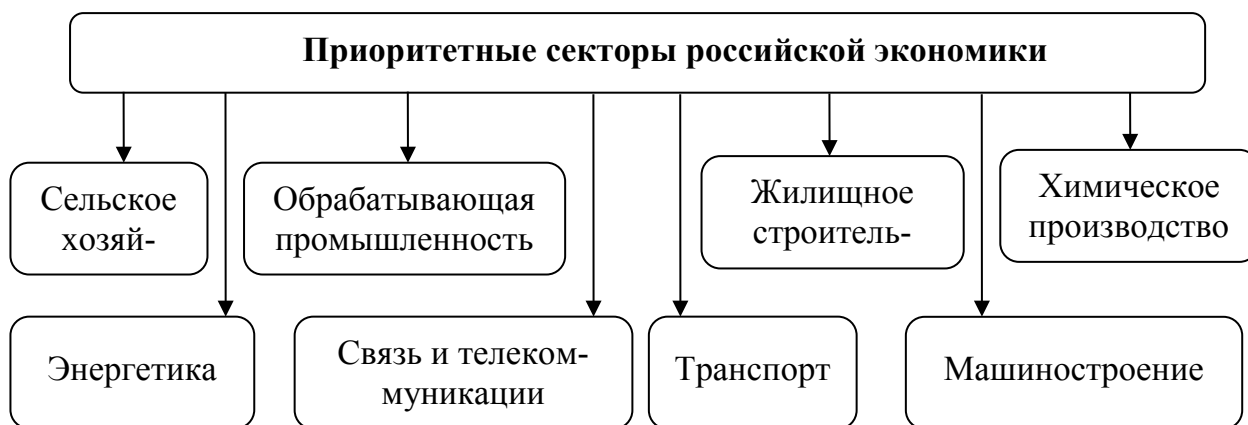 Приоритетные секторы российской экономики
Сельское
хозяй-
Обрабатывающая
промышленность
Жилищное
строитель-
Химическое
производство
Энергетика
Связь и телеком-
муникации
Транспорт
Машиностроение